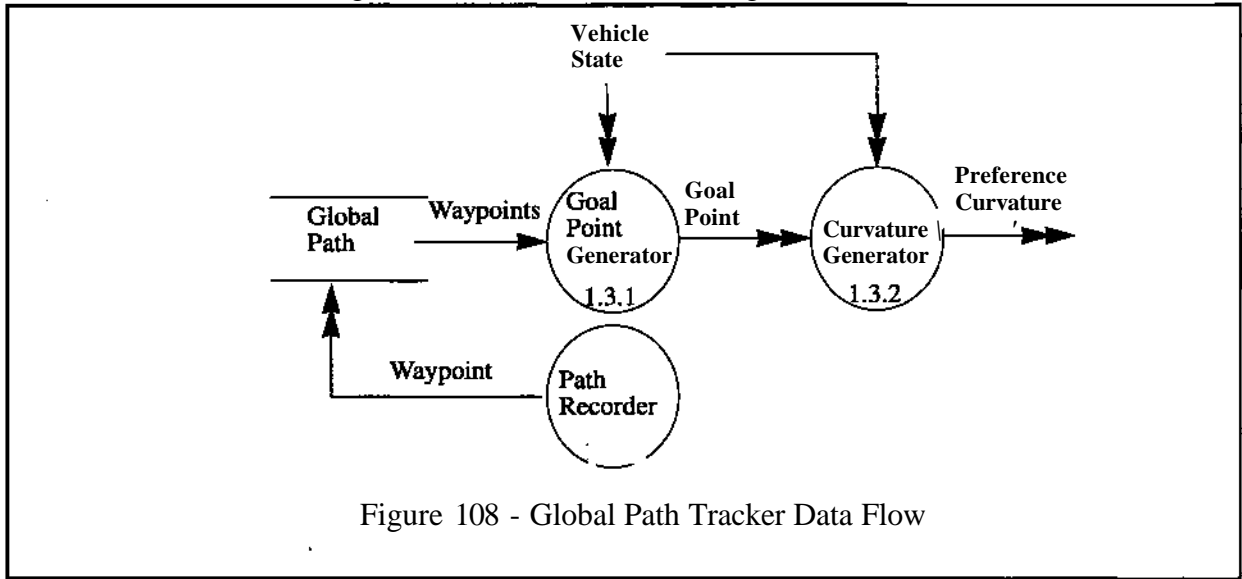 Vehicle
State
Global
Path
Waypoints
Goal
Point
Generator
1.3.1
Goal
Point
Curvature
Generator
1.3.2
Preference
Curvature
Waypoint
Path
Recorder
Figure 108 - Global Path Tracker Data Flow